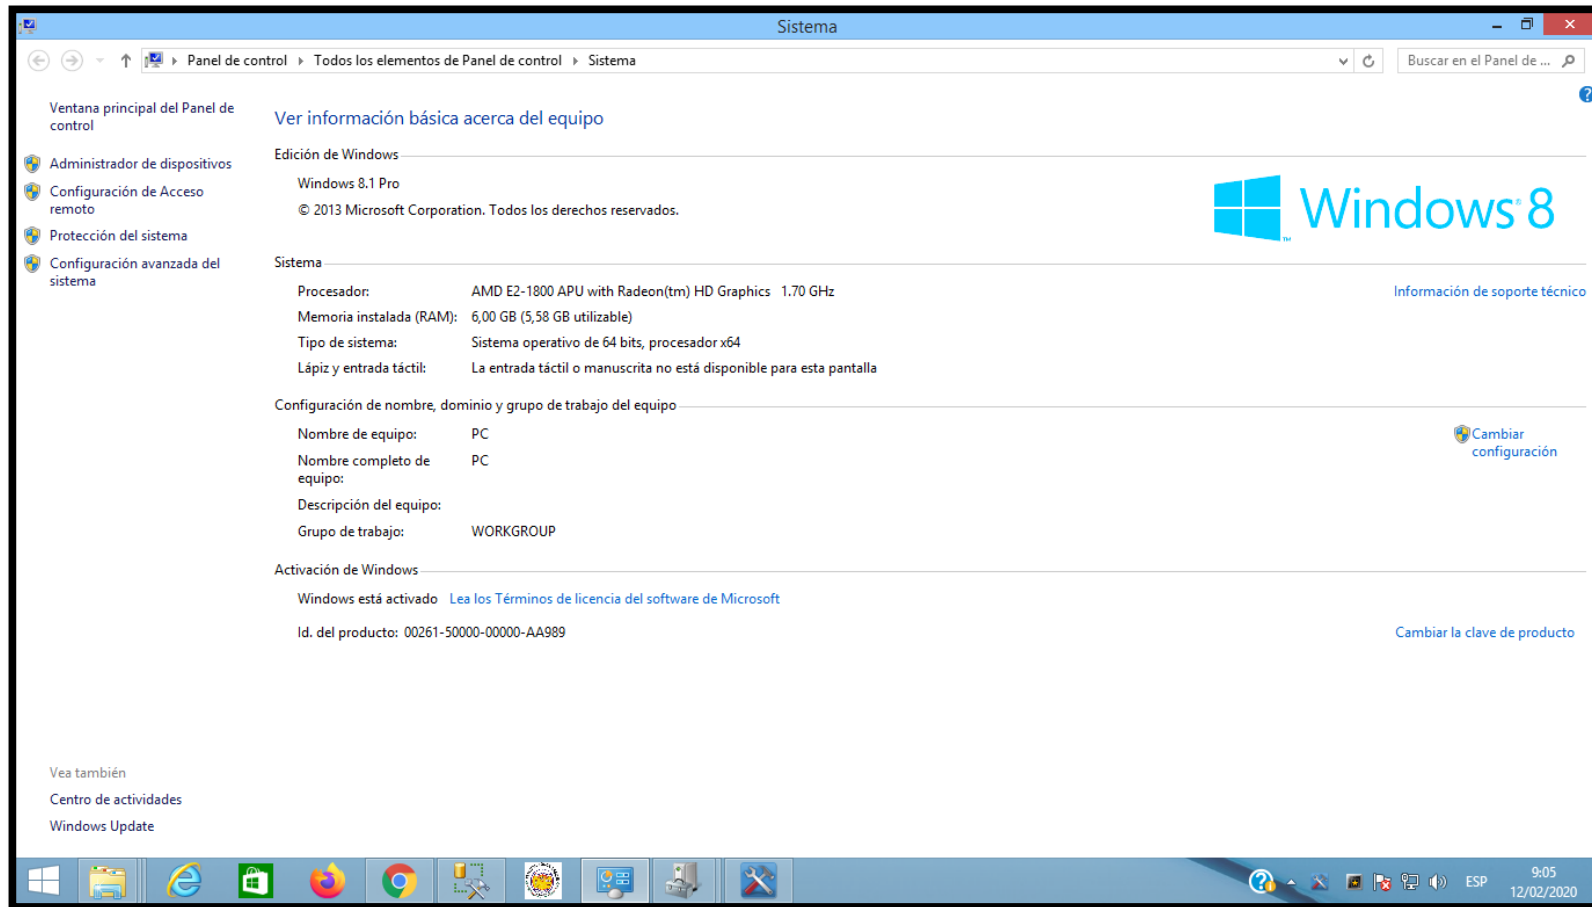 Sistema
Panel de control
Todos los elementos de Panel de control
Sistema
Buscar en el Panel de ...
Ventana principal del Panel de
control
Administrador de dispositivos
Configuración de Acceso
remoto
Protección del sistema
Configuración avanzada del
sistema
Ver información básica acerca del equipo
Edición de Windows
Windows 8.1 Pro
© 2013 Microsoft Corporation. Todos los derechos reservados.
Windows® 8
Sistema
Procesador: AMD E2-1800 APU with Radeon(tm) HD Graphics 1.70 GHz
Información de soporte técnico
Memoria instalada (RAM): 6,00 GB (5,58 GB utilizable)
Tipo de sistema: Sistema operativo de 64 bits, procesador x64
Lápiz y entrada táctil: La entrada táctil o manuscrita no está disponible para esta pantalla
Configuración de nombre, dominio y grupo de trabajo del equipo
Nombre de equipo: PC
Cambiar
configuración
Nombre completo de PC
equipo:
Descripción del equipo:
Grupo de trabajo: WORKGROUP
Activación de Windows
Windows está activado Lea los Términos de licencia del software de Microsoft
Id. del producto: 00261-50000-00000-AA989
Cambiar la clave de producto
Vea también
Centro de actividades
Windows Update
ESP
9:05
12/02/2020